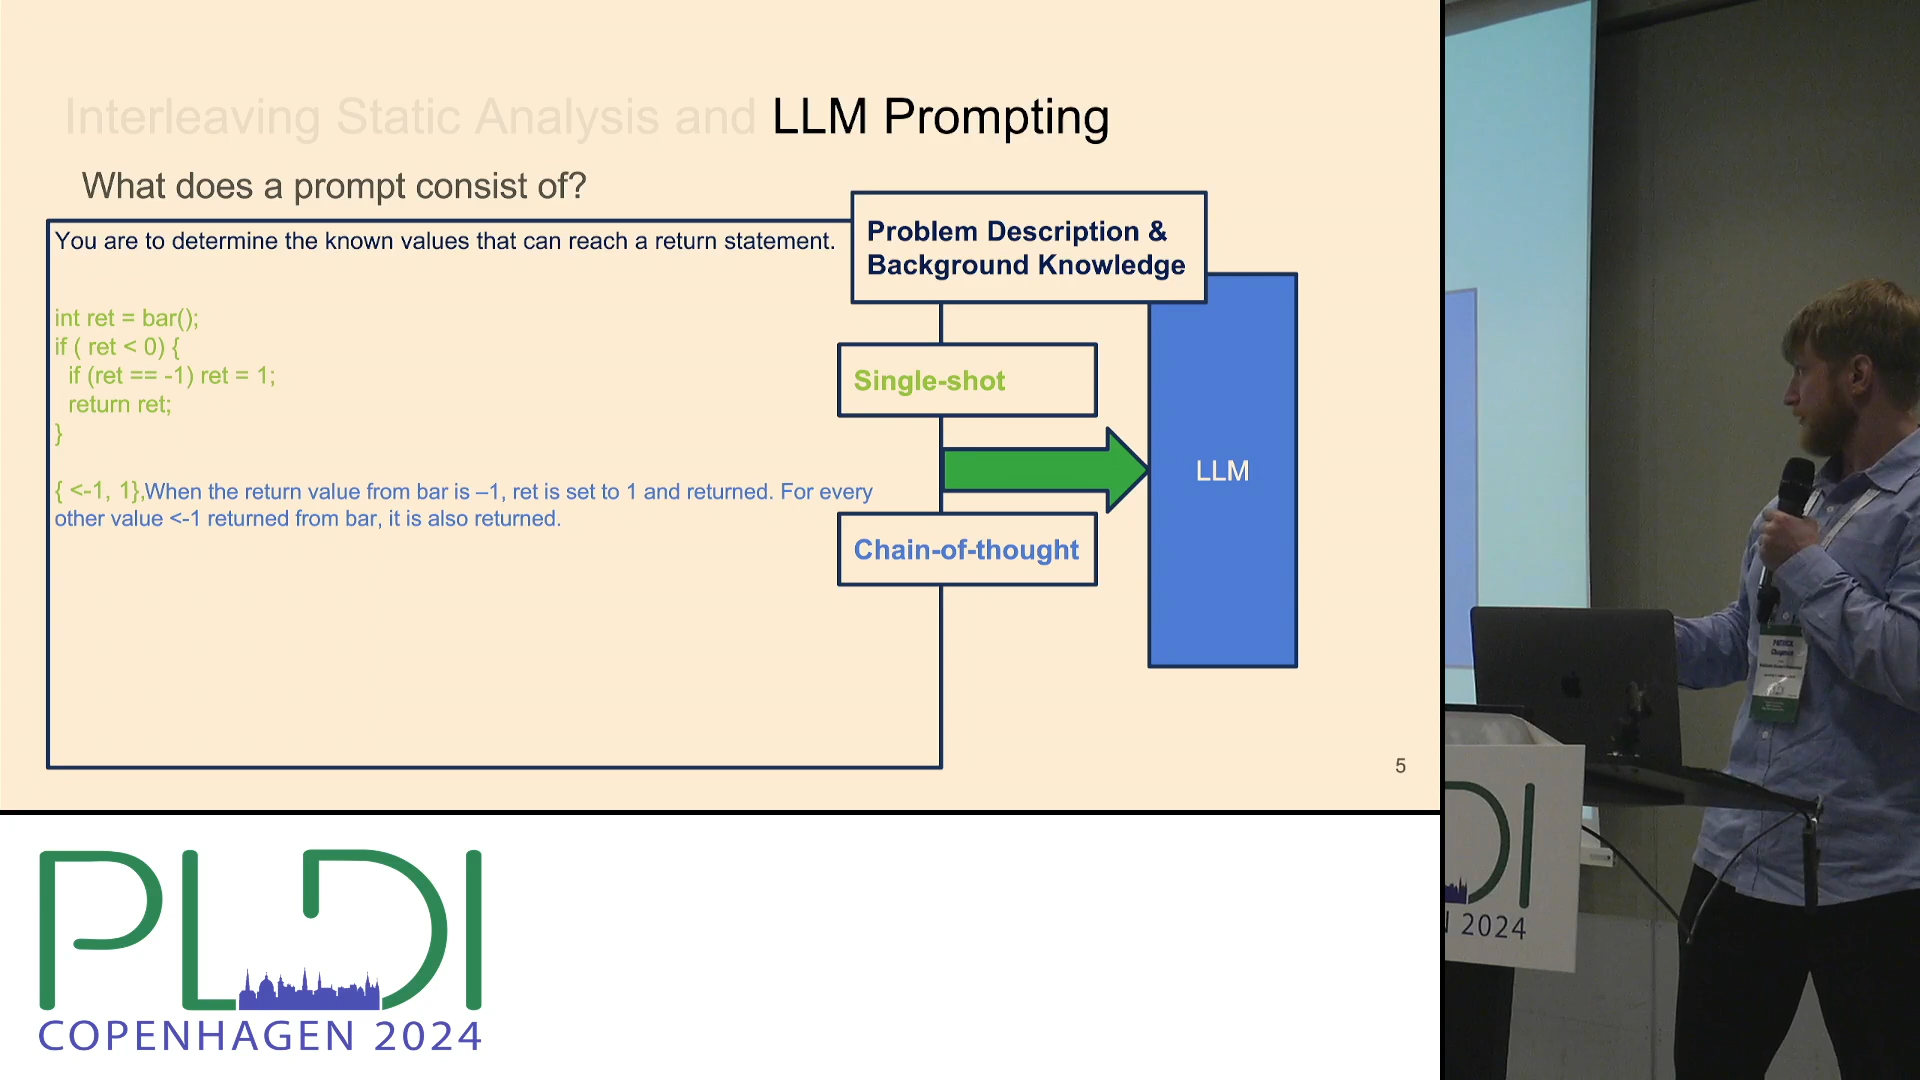 Interleaving Static Analysis and LLM Prompting
What does a prompt consist of?
You are to determine the known values that can reach a return statement.
Problem Description &
Background Knowledge
int ret = bar();
if ( ret < 0) {
if (ret == -1) ret = 1;
return ret;
}
Single-shot
LLM
{ <-1, 1},When the return value from bar is –1, ret is set to 1 and returned. For every
other value <-1 returned from bar, it is also returned.
Chain-of-thought
5
PLDI
COPENHAGEN 2024
PATRICK
DI
N 2024